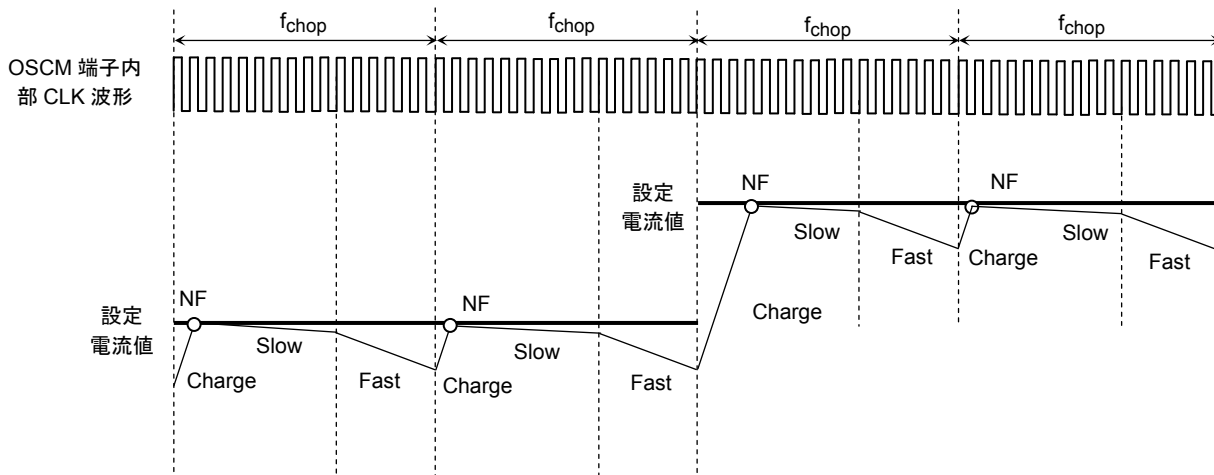 fchop
fchop
fchop
fchop
OSCM 端子内
部 CLK 波形
設定
電流値
NF
Slow
Fast
Charge
NF
Slow
Fast
Charge
設定
電流値
NF
Slow
Fast
Charge
NF
Slow
Fast
Charge